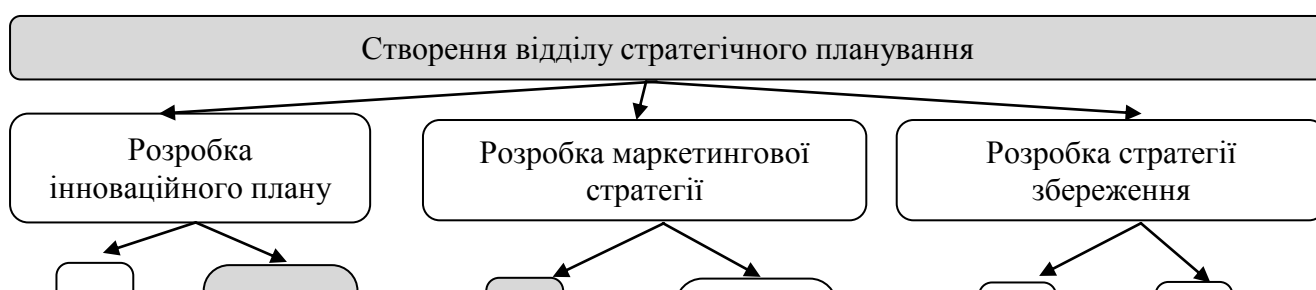 Створення відділу стратегічного планування
Розробка
інноваційного плану
Розробка маркетингової
стратегії
Розробка стратегії
збереження